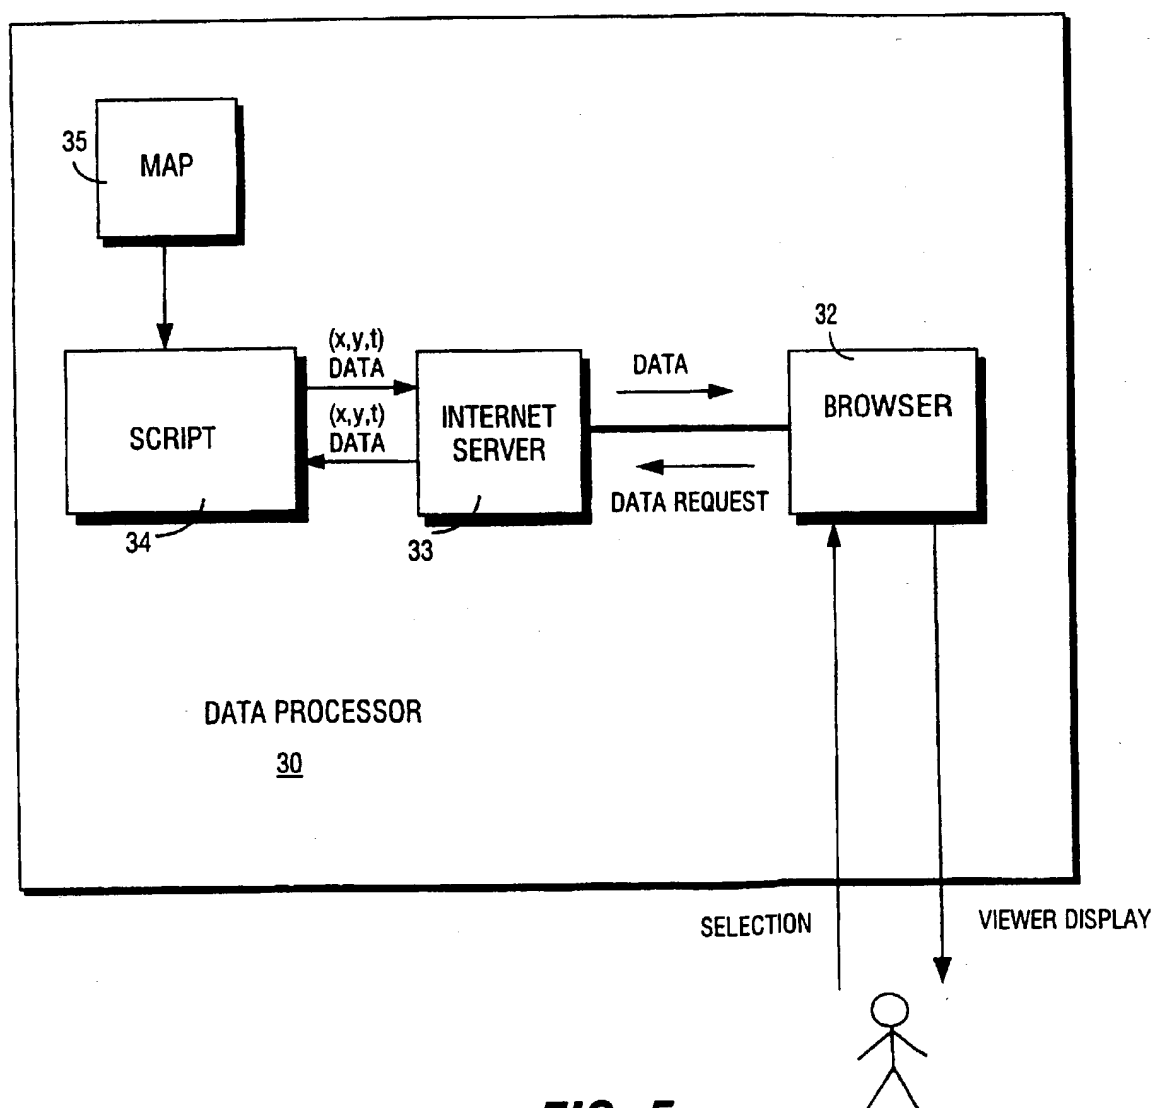 35
MAP
32
(x,y,t)
DATA
DATA
BROWSER
(x,y,t)
DATA
INTERNET
SERVER
SCRIPT
DATA REQUEST
34
33
DATA PROCESSOR
30
SELECTION
VIEWER DISPLAY